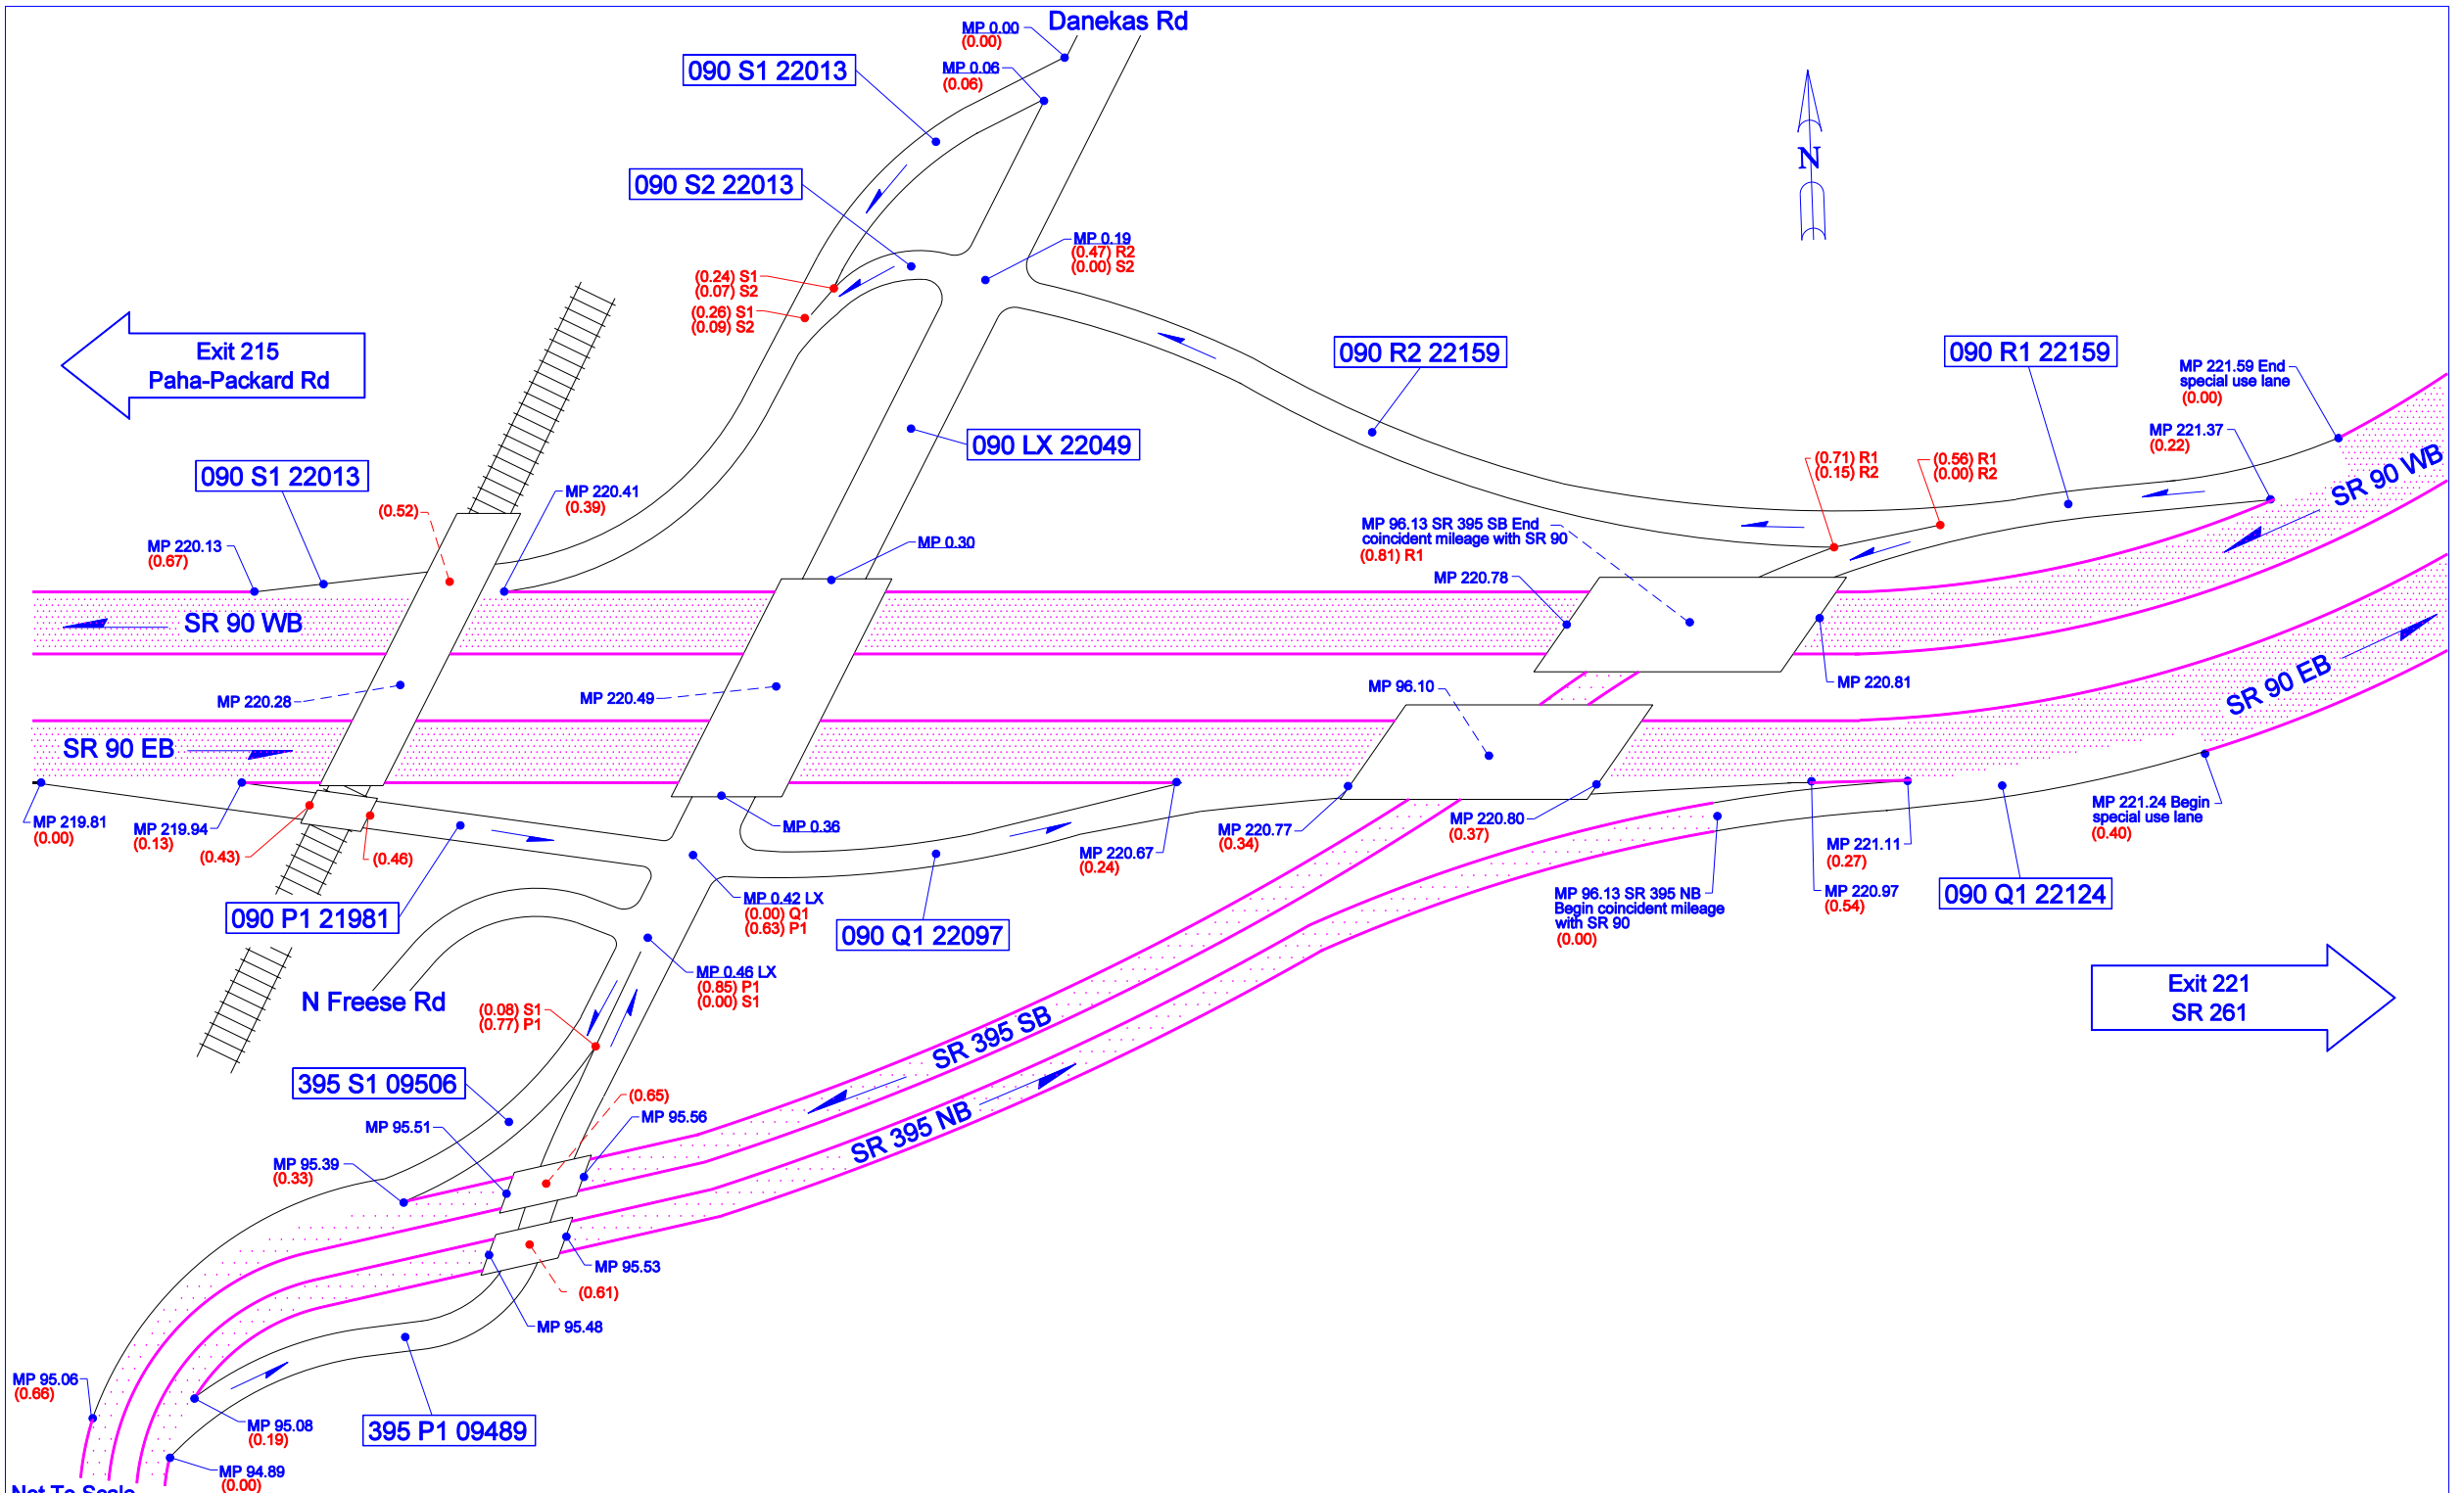 Danekas Rd
MP 0.00
(0.00)
MP 0.06
(0.06)
090 S1 22013
090 S2 22013
N
MP 0.19
(0.47) R2
(0.00) S2
(0.24) S1
(0.07) S2
(0.26) S1
(0.09) S2
Exit 215
Paha-Packard Rd
090 R2 22159
090 R1 22159
MP 221.59 End
special use lane
(0.00)
MP 221.37
(0.22)
090 LX 22049
090 S1 22013
(0.52)
MP 220.41
(0.39)
(0.71) R1
(0.15) R2
(0.56) R1
(0.00) R2
SR 90 WB
MP 220.13
(0.67)
MP 0.30
MP 96.13 SR 395 SB End
coincident mileage with SR 90
(0.81) R1
MP 220.78
SR 90 WB
MP 220.28
MP 220.49
MP 96.10
MP 220.81
SR 90 EB
SR 90 EB
MP 219.81
(0.00)
MP 219.94
(0.13)
(0.43)
(0.46)
MP 0.36
MP 220.67
(0.24)
MP 220.77
(0.34)
MP 220.80
(0.37)
MP 221.11
(0.27)
MP 220.97
(0.54)
MP 221.24 Begin
special use lane
(0.40)
090 P1 21981
MP 0.42 LX
(0.00) Q1
(0.63) P1
090 Q1 22097
MP 96.13 SR 395 NB
Begin coincident mileage
with SR 90
(0.00)
090 Q1 22124
N Freese Rd
MP 0.46 LX
(0.85) P1
(0.00) S1
Exit 221
SR 261
(0.08) S1
(0.77) P1
SR 395 SB
395 S1 09506
(0.65)
MP 95.56
MP 95.51
SR 395 NB
MP 95.39
(0.33)
MP 95.53
(0.61)
MP 95.48
MP 95.06
(0.66)
MP 95.08
(0.19)
395 P1 09489
MP 94.89
(0.00)
Not To Scale